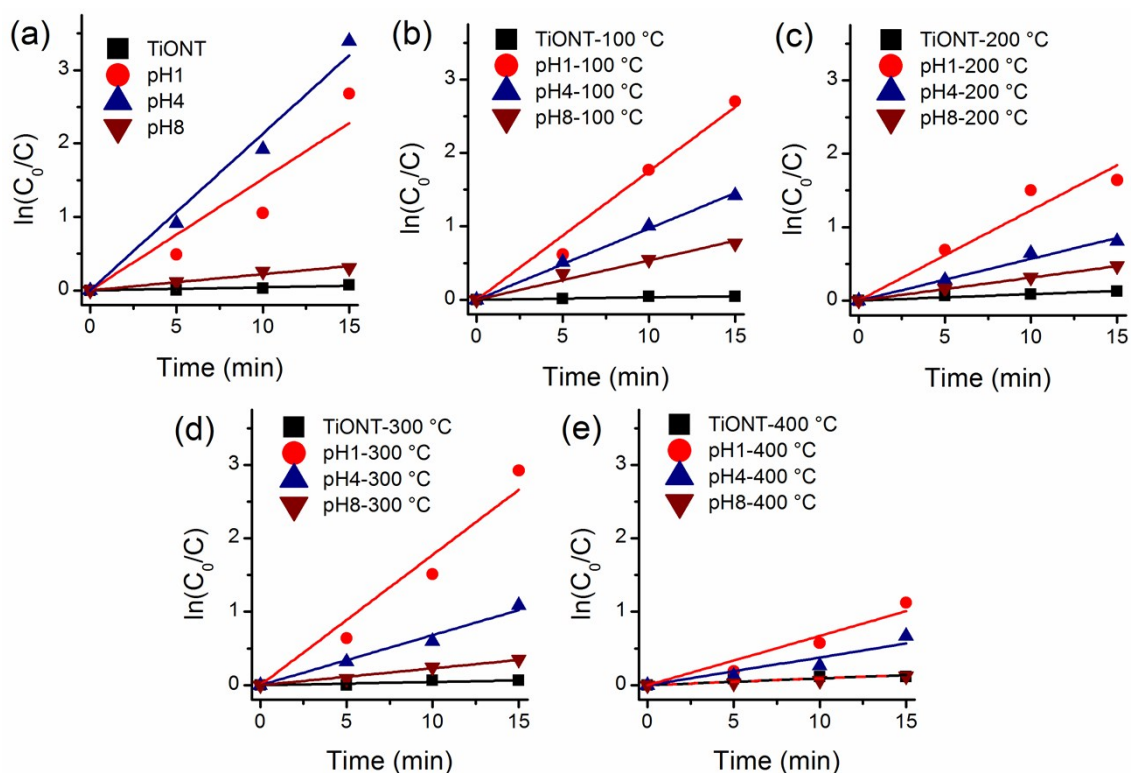 (a)
TiONT
pH1
pH4
pH8
ln(C₀/C)
3
2
1
0
0 5 10 15
Time (min)
(b)
TiONT-100 °C
pH1-100 °C
pH4-100 °C
pH8-100 °C
ln(C₀/C)
3
2
1
0
0 5 10 15
Time (min)
(c)
TiONT-200 °C
pH1-200 °C
pH4-200 °C
pH8-200 °C
ln(C₀/C)
3
2
1
0
0 5 10 15
Time (min)
(d)
TiONT-300 °C
pH1-300 °C
pH4-300 °C
pH8-300 °C
ln(C₀/C)
3
2
1
0
0 5 10 15
Time (min)
(e)
TiONT-400 °C
pH1-400 °C
pH4-400 °C
pH8-400 °C
ln(C₀/C)
3
2
1
0
0 5 10 15
Time (min)